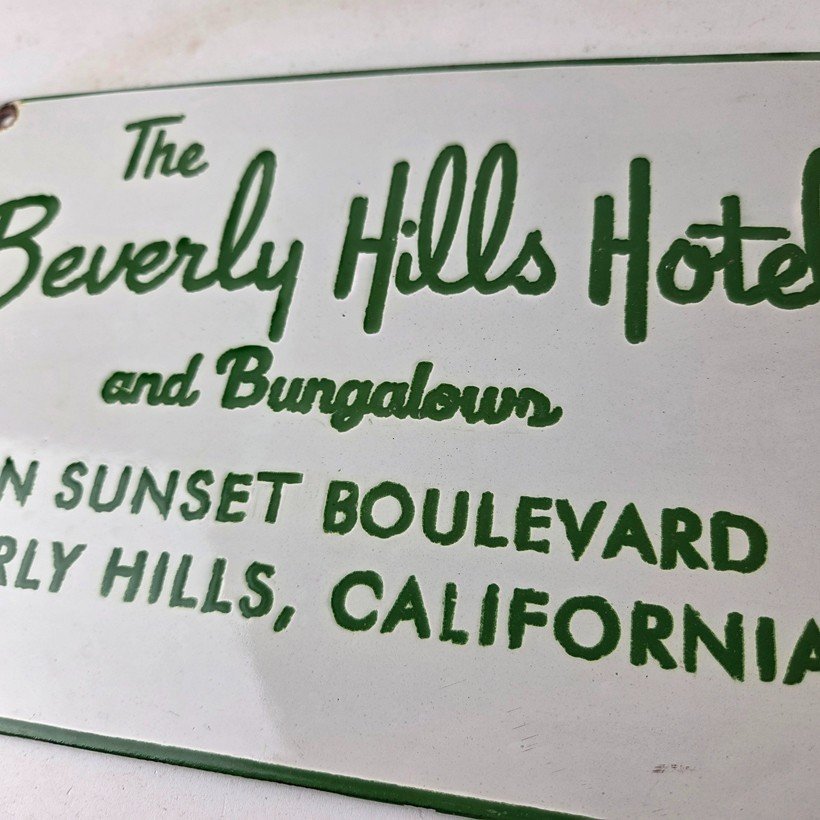 The
Beverly Hills Hotel
and Bungalows
N SUNSET BOULEVARD
RLY HILLS, CALIFORNIA